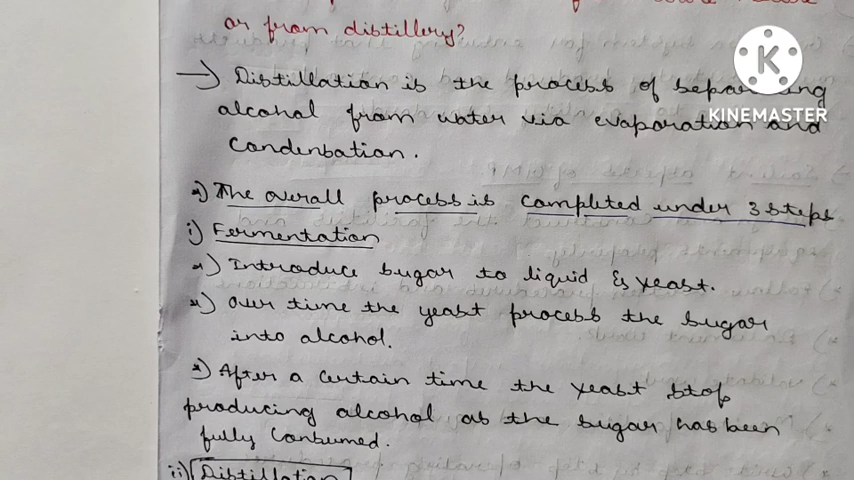 or from distillery?
→ Distillation is the process of separating
alcohol from water via evaporation and
condensation.
*) The overall process is completed under 3 steps
i) Fermentation
*) Introduce sugar to liquid & yeast.
*) Over time the yeast process the sugar
into alcohol.
*) After a certain time the yeast stop
producing alcohol as the sugar has been
fully consumed.
ii) Distillation
K
KINEMASTER